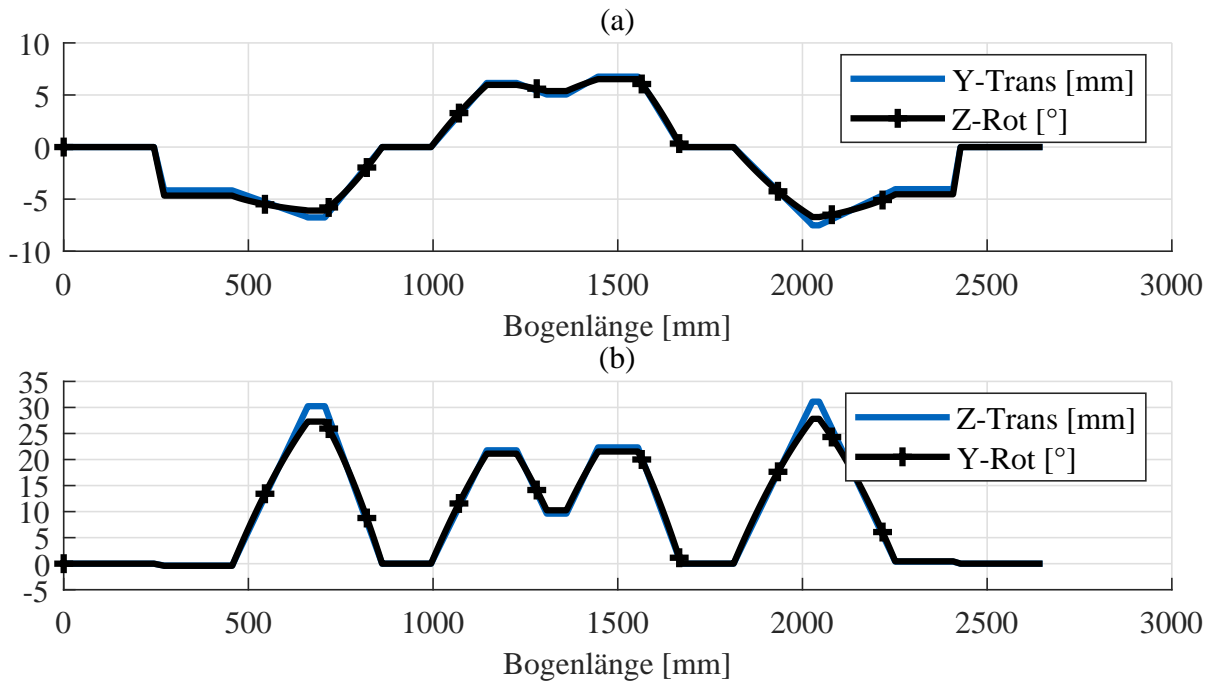 (a)
10
5
0
-5
-10
Y-Trans [mm]
Z-Rot [°]
0 500 1000 1500 2000 2500 3000
Bogenlänge [mm]
(b)
35
30
25
20
15
10
5
0
-5
Z-Trans [mm]
Y-Rot [°]
0 500 1000 1500 2000 2500 3000
Bogenlänge [mm]